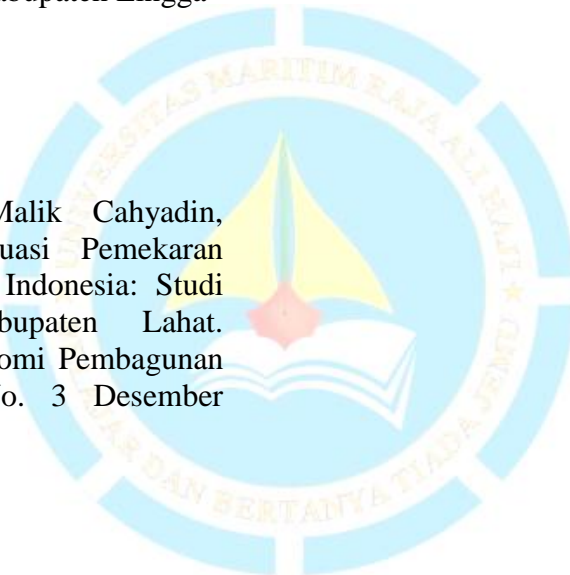 bupaten Lingga
Malik Cahyadin,
uasi Pemekaran
Indonesia: Studi
bupaten Lahat.
omi Pembagunan
o. 3 Desember
UNIVERSITAS MARITIM RAJA ALI HAJI
DAN BERTANYA TIADA JEMU